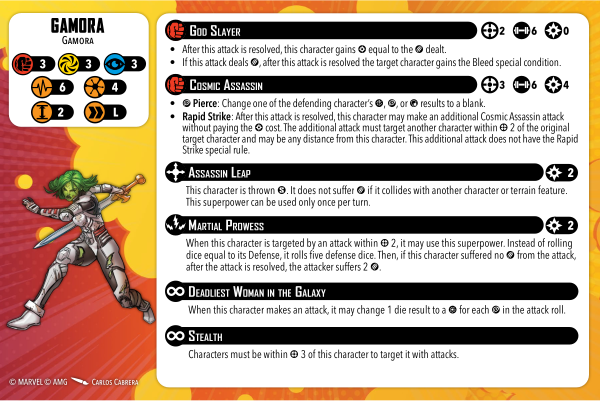 GAMORA
GAMORA
3 3 3
6 4
2 L
© MARVEL © AMG CARLOS CABRERA
GOD SLAYER 2 6 0
• After this attack is resolved, this character gains equal to the dealt.
• If this attack deals , after this attack is resolved the target character gains the Bleed special condition.
COSMIC ASSASSIN 3 6 4
• Pierce: Change one of the defending character's , , or results to a blank.
• Rapid Strike: After this attack is resolved, this character may make an additional Cosmic Assassin attack
without paying the cost. The additional attack must target another character within 2 of the original
target character and may be any distance from this character. This additional attack does not have the Rapid
Strike special rule.
ASSASSIN LEAP 2
This character is thrown S. It does not suffer if it collides with another character or terrain feature.
This superpower can be used only once per turn.
MARTIAL PROWESS 2
When this character is targeted by an attack within 2, it may use this superpower. Instead of rolling
dice equal to its Defense, it rolls five defense dice. Then, if this character suffered no from the attack,
after the attack is resolved, the attacker suffers 2 .
DEADLIEST WOMAN IN THE GALAXY
When this character makes an attack, it may change 1 die result to a for each in the attack roll.
STEALTH
Characters must be within 3 of this character to target it with attacks.